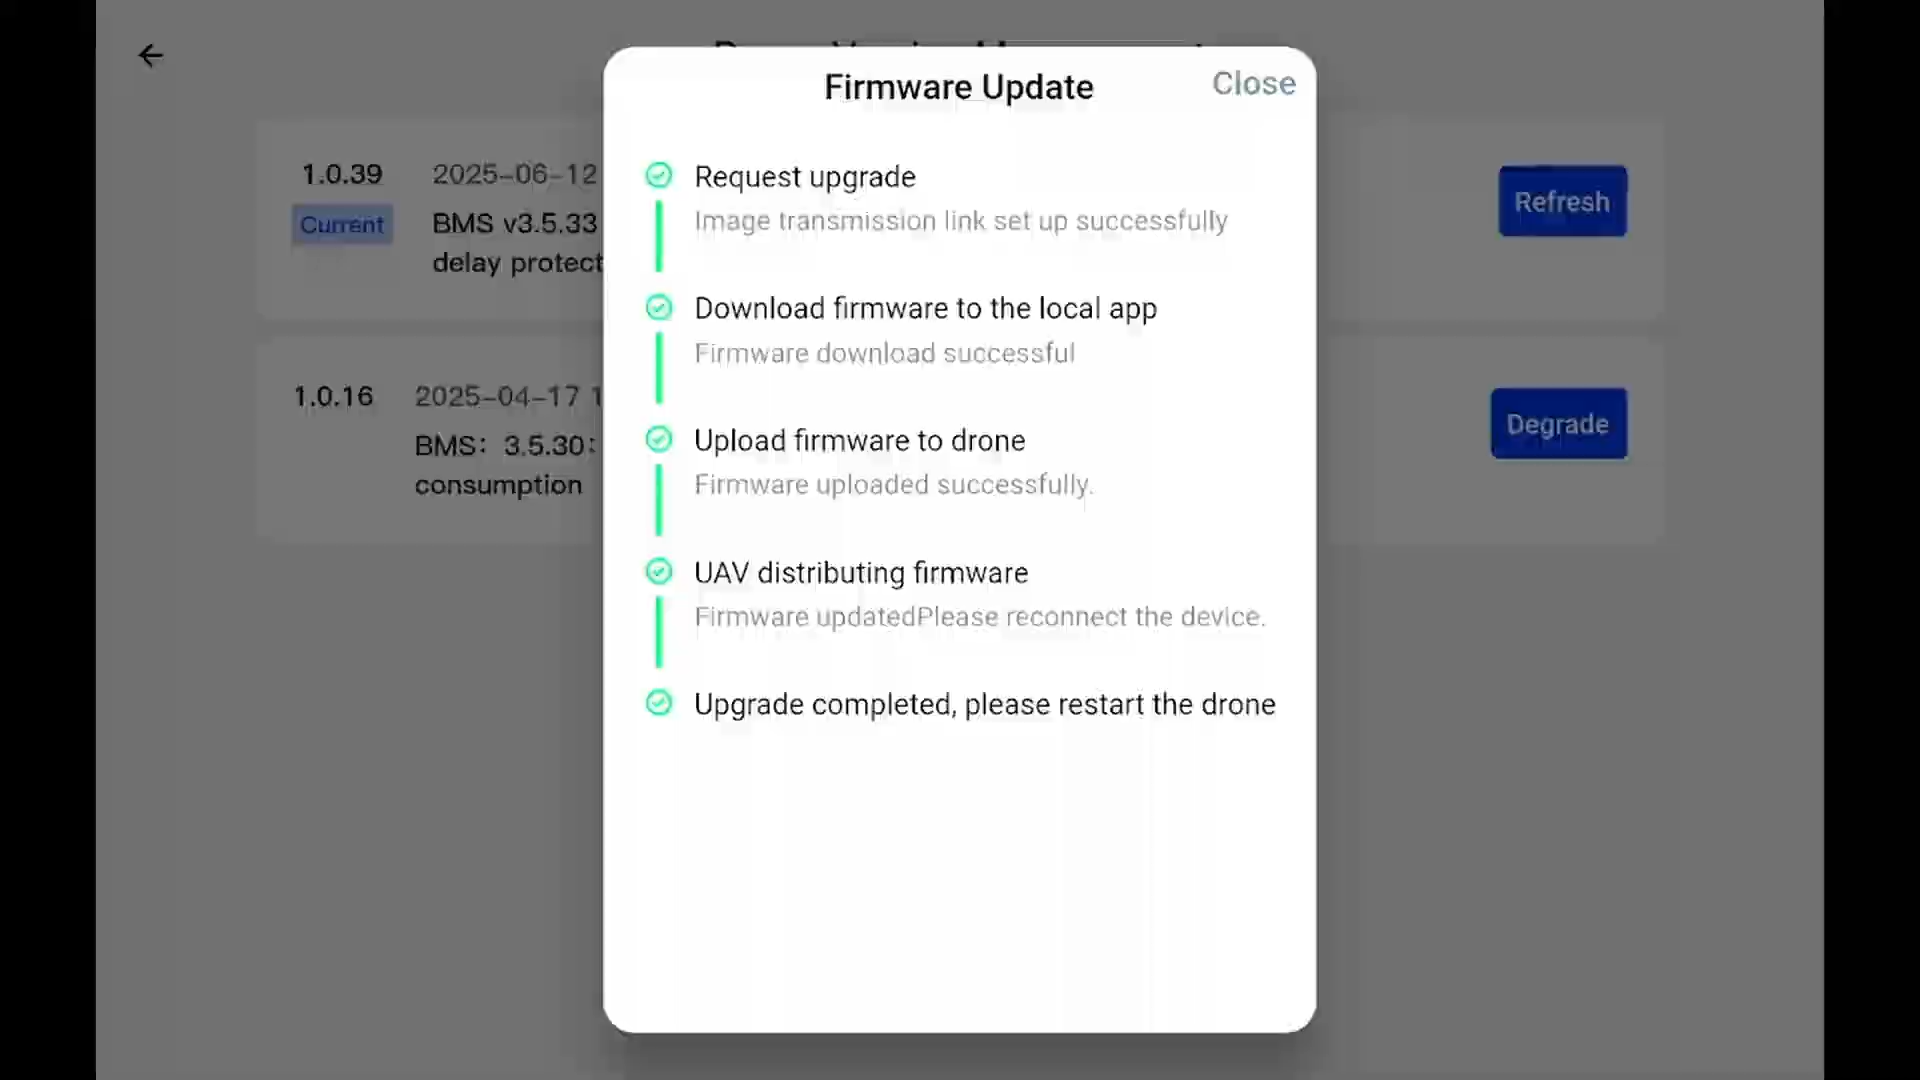 Firmware Update
Close
1.0.39
2025-06-12
Current
BMS v3.5.33
delay protect
Refresh
1.0.16
2025-04-17 1
BMS：3.5.30：
consumption
Degrade
Request upgrade
Image transmission link set up successfully
Download firmware to the local app
Firmware download successful
Upload firmware to drone
Firmware uploaded successfully.
UAV distributing firmware
Firmware updatedPlease reconnect the device.
Upgrade completed, please restart the drone